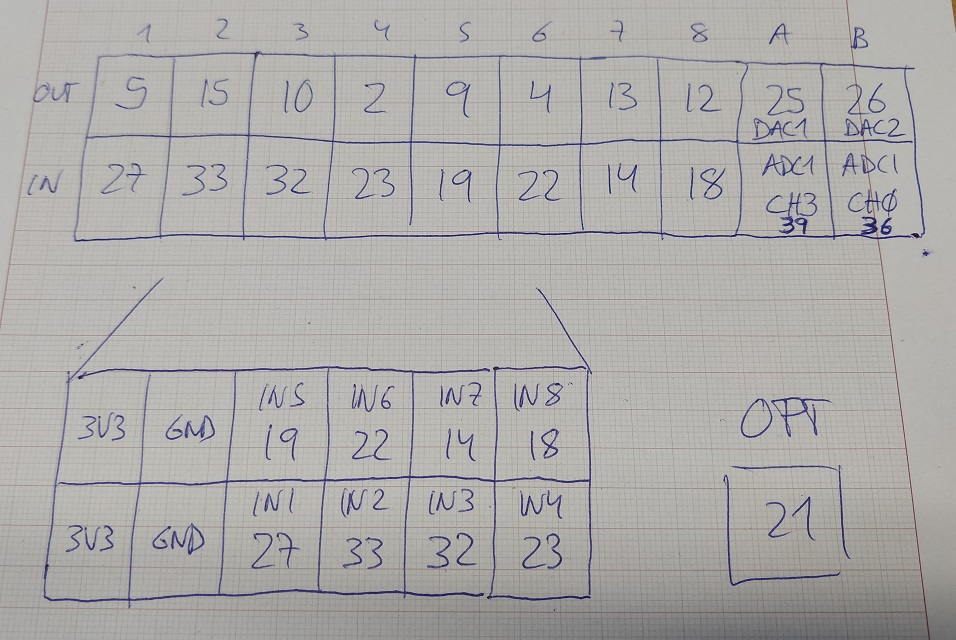 1 2 3 4 5 6 7 8 A B
OUT 5 15 10 2 9 4 13 12 25 26
DAC1 DAC2
IN 27 33 32 23 19 22 14 18 ADC1 ADC1
CH3 CH0
39 36
IN5 IN6 IN7 IN8
3V3 GND 19 22 14 18
IN1 IN2 IN3 IN4
3V3 GND 27 33 32 23
OPT
21